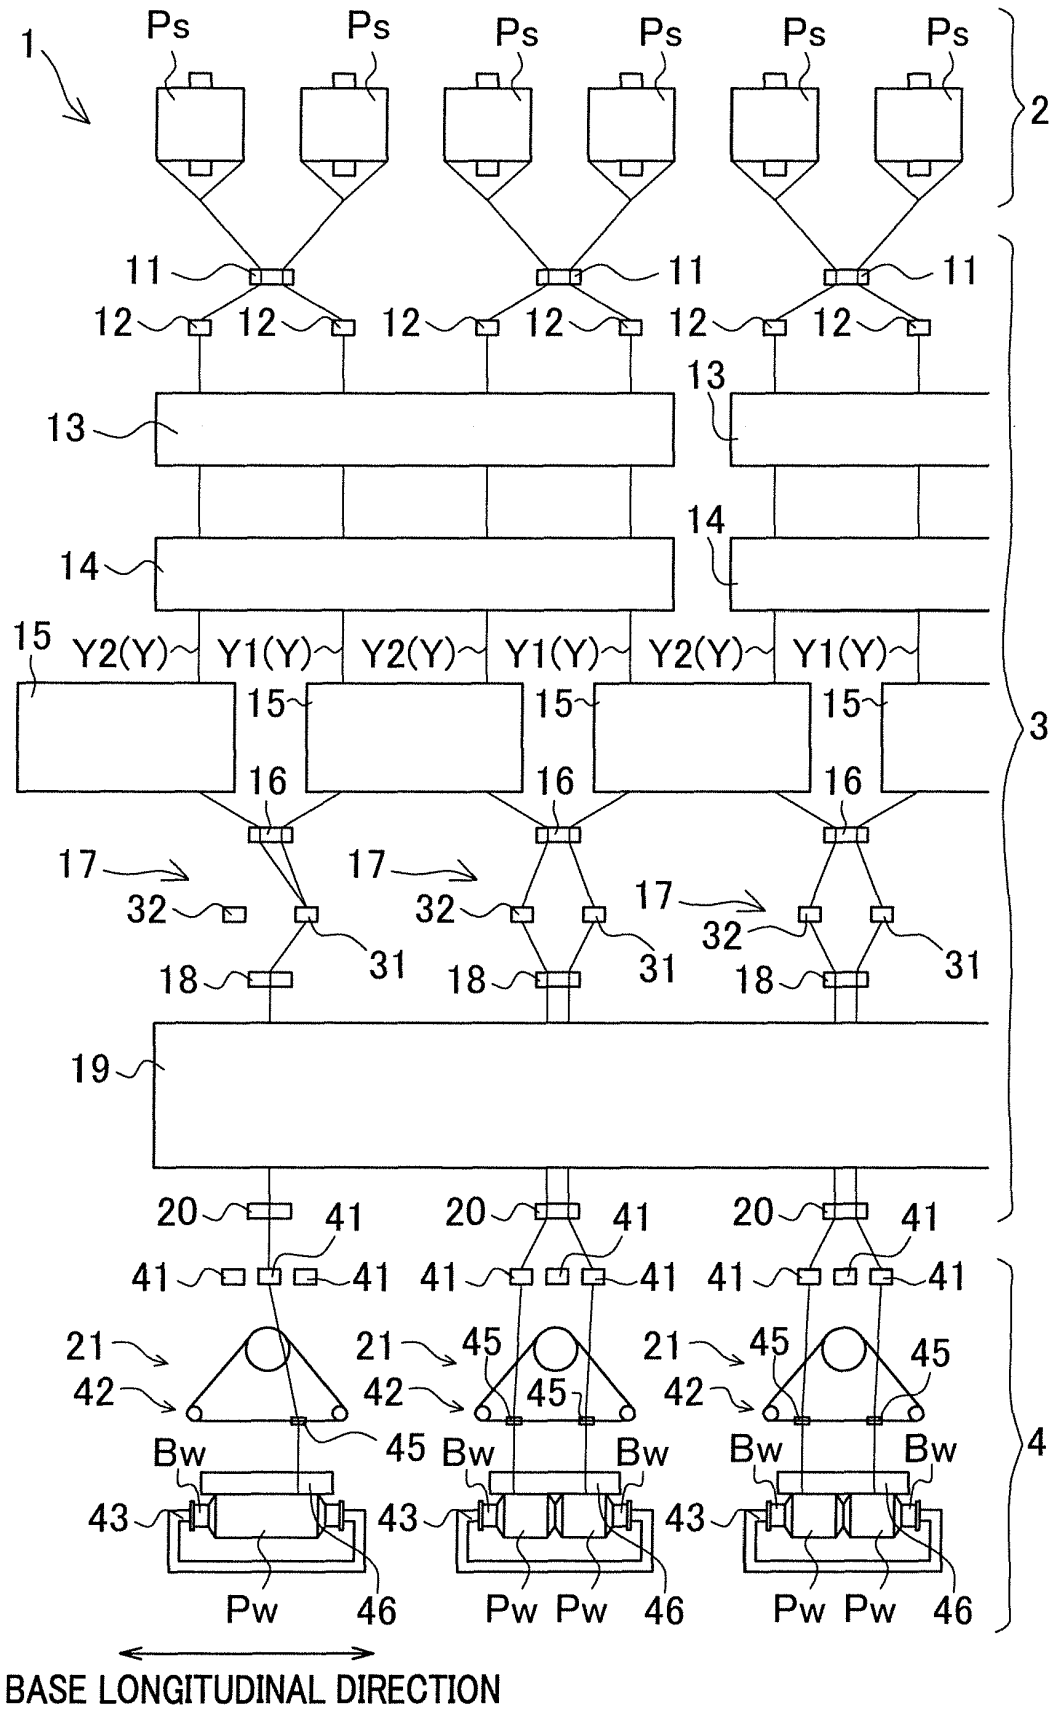 1
Ps Ps Ps Ps Ps Ps
2
11 11 11
12 12 12 12 12 12
13 13
14 14
15 Y2(Y) Y1(Y) Y2(Y) Y1(Y) Y2(Y) Y1(Y)
15 15 15
3
16 16 16
17 17 17
32 32 32
31 31 31
18 18 18
19
20 41 20 41 20 41
41 41 41 41 41 41
21 21 45 21 45 45
42 45 42 45 42
4
Bw Bw Bw Bw Bw
43 43 43
Pw 46 Pw Pw 46 Pw Pw 46
BASE LONGITUDINAL DIRECTION